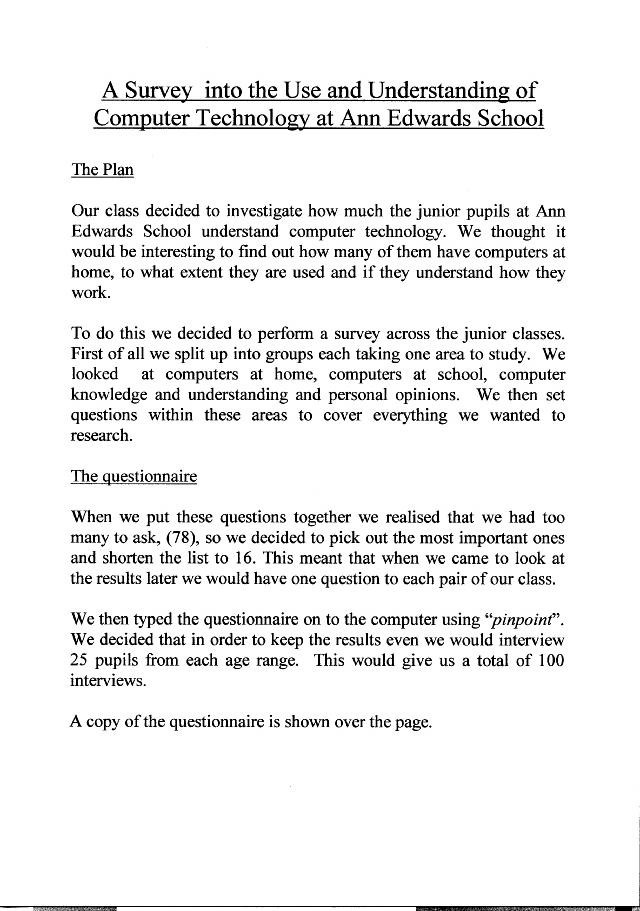 A Survey into the Use and Understanding of
Computer Technology at Ann Edwards School
The Plan
Our class decided to investigate how much the junior pupils at Ann
Edwards School understand computer technology. We thought it
would be interesting to find out how many of them have computers at
home, to what extent they are used and if they understand how they
work.
To do this we decided to perform a survey across the junior classes.
First of all we split up into groups each taking one area to study. We
looked at computers at home, computers at school, computer
knowledge and understanding and personal opinions. We then set
questions within these areas to cover everything we wanted to
research.
The questionnaire
When we put these questions together we realised that we had too
many to ask, (78), so we decided to pick out the most important ones
and shorten the list to 16. This meant that when we came to look at
the results later we would have one question to each pair of our class.
We then typed the questionnaire on to the computer using “pinpoint”.
We decided that in order to keep the results even we would interview
25 pupils from each age range. This would give us a total of 100
interviews.
A copy of the questionnaire is shown over the page.